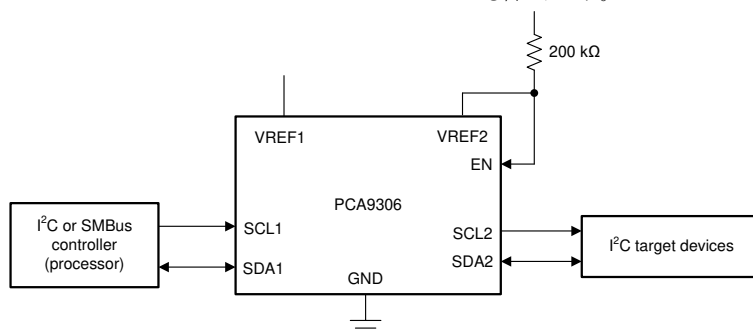 200 kΩ
VREF1
VREF2
EN
PCA9306
I²C or SMBus
controller
(processor)
SCL1
SDA1
SCL2
SDA2
I²C target devices
GND